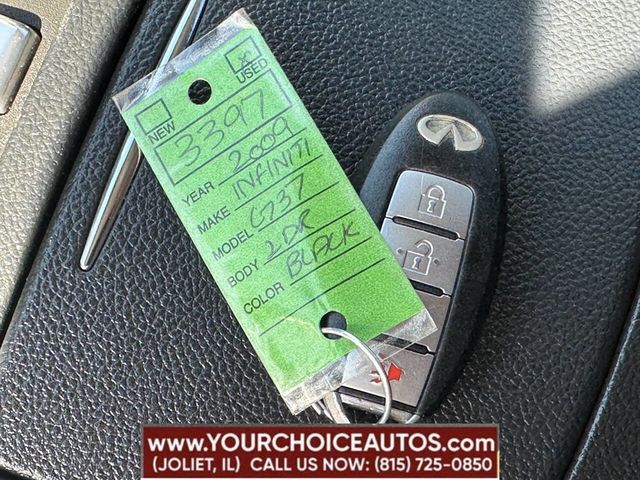 NEW
X
USED
3397
YEAR 2009
MAKE INFINITI
MODEL G37
BODY 2DR
COLOR BLACK
WWW.YOURCHOICEAUTOS.COM
(JOLIET, IL) CALL US NOW: (815) 725-0850